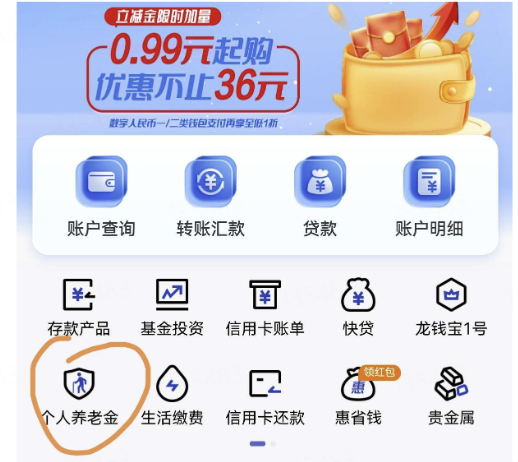 立减金限时加量
0.99元起购
优惠不止36元
数字人民币一/二类钱包支付再享至低1折
账户查询 转账汇款 贷款 账户明细
存款产品 基金投资 信用卡账单 快贷 龙钱宝1号
领红包
惠
个人养老金 生活缴费 信用卡还款 惠省钱 贵金属